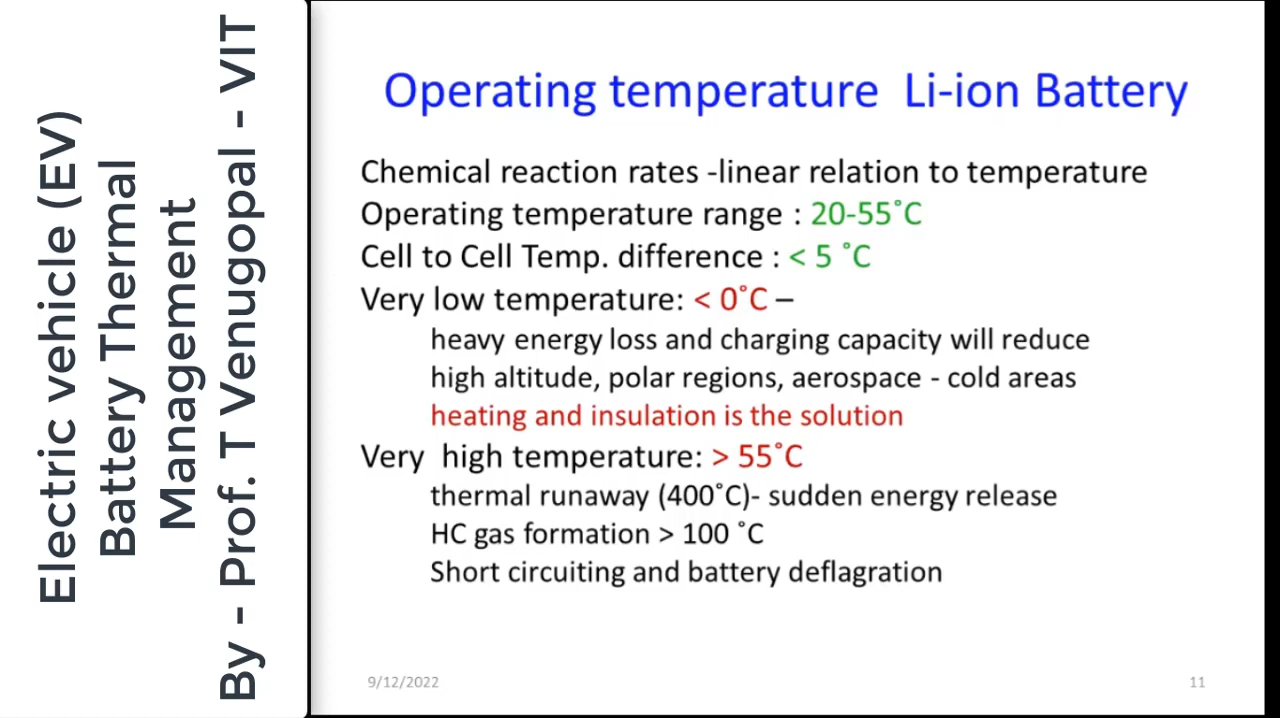 Electric vehicle (EV)
Battery Thermal
Management
By - Prof. T Venugopal - VIT
Operating temperature  Li-ion Battery
Chemical reaction rates -linear relation to temperature
Operating temperature range : 20-55˚C
Cell to Cell Temp. difference : < 5 ˚C
Very low temperature: < 0˚C –
heavy energy loss and charging capacity will reduce
high altitude, polar regions, aerospace - cold areas
heating and insulation is the solution
Very  high temperature: > 55˚C
thermal runaway (400˚C)- sudden energy release
HC gas formation > 100 ˚C
Short circuiting and battery deflagration
9/12/2022
11